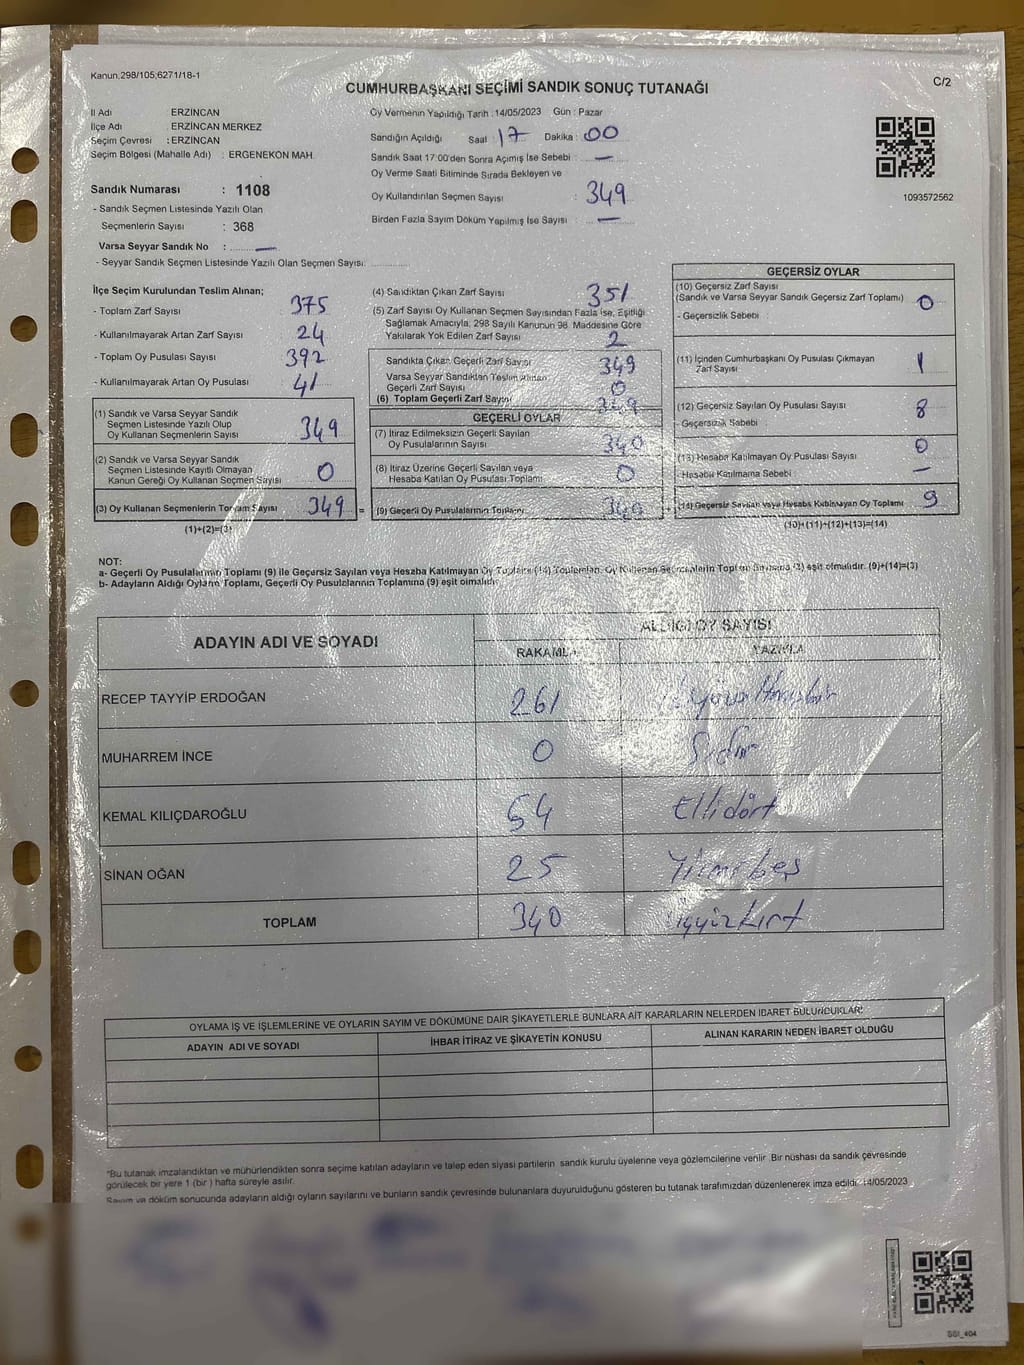 Kanun,298/105,6271/18-1
C/2
CUMHURBAŞKANI SEÇİMİ SANDIK SONUÇ TUTANAĞI
İl Adı ERZİNCAN
İlçe Adı : ERZİNCAN MERKEZ
Seçim Çevresi : ERZİNCAN
Seçim Bölgesi (Mahalle Adı) : ERGENEKON MAH.
Oy Vermenin Yapıldığı Tarih : 14/05/2023 Gün : Pazar
Sandığın Açıldığı Saat 17 Dakika : 00
Sandık Saat 17:00'den Sonra Açımış İse Sebebi : —
Oy Verme Saati Bitiminde Sırada Bekleyen ve
Oy Kullandırılan Seçmen Sayısı : 349
Birden Fazla Sayım Döküm Yapılmış İse Sayısı : —
1093572562
Sandık Numarası : 1108
- Sandık Seçmen Listesinde Yazılı Olan
Seçmenlerin Sayısı : 368
Varsa Seyyar Sandık No : —
- Seyyar Sandık Seçmen Listesinde Yazılı Olan Seçmen Sayısı:
İlçe Seçim Kurulundan Teslim Alınan;
- Toplam Zarf Sayısı 375
- Kullanılmayarak Artan Zarf Sayısı 24
- Toplam Oy Pusulası Sayısı 392
- Kullanılmayarak Artan Oy Pusulası 41
(1) Sandık ve Varsa Seyyar Sandık
Seçmen Listesinde Yazılı Olup
Oy Kullanan Seçmenlerin Sayısı 349
(2) Sandık ve Varsa Seyyar Sandık
Seçmen Listesinde Kayıtlı Olmayan
Kanun Gereği Oy Kullanan Seçmen Sayısı 0
(3) Oy Kullanan Seçmenlerin Toplam Sayısı 349
(1)+(2)=(3)
(4) Sandıktan Çıkan Zarf Sayısı 351
(5) Zarf Sayısı Oy Kullanan Seçmen Sayısından Fazla İse, Eşitliği
Sağlamak Amacıyla, 298 Sayılı Kanunun 98. Maddesine Göre
Yakılarak Yok Edilen Zarf Sayısı 2
Sandıkta Çıkan Geçerli Zarf Sayısı 349
Varsa Seyyar Sandıktan Teslim Alınan
Geçerli Zarf Sayısı 0
(6) Toplam Geçerli Zarf Sayısı 349
GEÇERLİ OYLAR
(7) İtiraz Edilmeksizin Geçerli Sayılan
Oy Pusulalarının Sayısı 340
(8) İtiraz Üzerine Geçerli Sayılan veya
Hesaba Katılan Oy Pusulası Toplamı 0
(9) Geçerli Oy Pusulalarının Toplamı 340
GEÇERSİZ OYLAR
(10) Geçersiz Zarf Sayısı
(Sandık ve Varsa Seyyar Sandık Geçersiz Zarf Toplamı) 0
- Geçersizlik Sebebi
(11) İçinden Cumhurbaşkanı Oy Pusulası Çıkmayan
Zarf Sayısı 1
(12) Geçersiz Sayılan Oy Pusulası Sayısı 8
- Geçersizlik Sebebi
(13) Hesaba Katılmayan Oy Pusulası Sayısı 0
- Hesaba Katılmama Sebebi —
(14) Geçersiz Sayılan veya Hesaba Katılmayan Oy Toplamı 9
(10)+(11)+(12)+(13)=(14)
NOT:
a- Geçerli Oy Pusulalarının Toplamı (9) ile Geçersiz Sayılan veya Hesaba Katılmayan Oy Toplamı (14) Toplamları, Oy Kullanan Seçmenlerin Toplam Sayısına (3) eşit olmalıdır. (9)+(14)=(3)
b- Adayların Aldığı Oyların Toplamı, Geçerli Oy Pusulalarının Toplamına (9) eşit olmalıdır.
ADAYIN ADI VE SOYADI ALDIĞI OY SAYISI
RAKAMLA YAZIYLA
RECEP TAYYİP ERDOĞAN 261
MUHARREM İNCE 0 Sıfır
KEMAL KILIÇDAROĞLU 54 Ellidört
SİNAN OĞAN 25 Yirmibeş
TOPLAM 340 Üçyüzkırk
OYLAMA İŞ VE İŞLEMLERİNE VE OYLARIN SAYIM VE DÖKÜMÜNE DAİR ŞİKAYETLERLE BUNLARA AİT KARARLARIN NELERDEN İBARET BULUNDUKLARI
ADAYIN ADI VE SOYADI İHBAR İTİRAZ VE ŞİKAYETİN KONUSU ALINAN KARARIN NEDEN İBARET OLDUĞU
*Bu tutanak imzalandıktan ve mühürlendikten sonra seçime katılan adayların ve talep eden siyasi partilerin sandık kurulu üyelerine veya gözlemcilerine verilir. Bir nüshası da sandık çevresinde
görülecek bir yere 1 (bir ) hafta süreyle asılır.
Sayım ve döküm sonucunda adayların aldığı oyların sayılarını ve bunların sandık çevresinde bulunanlara duyurulduğunu gösteren bu tutanak tarafımızdan düzenlenerek imza edildi. 14/05/2023
SSI_404